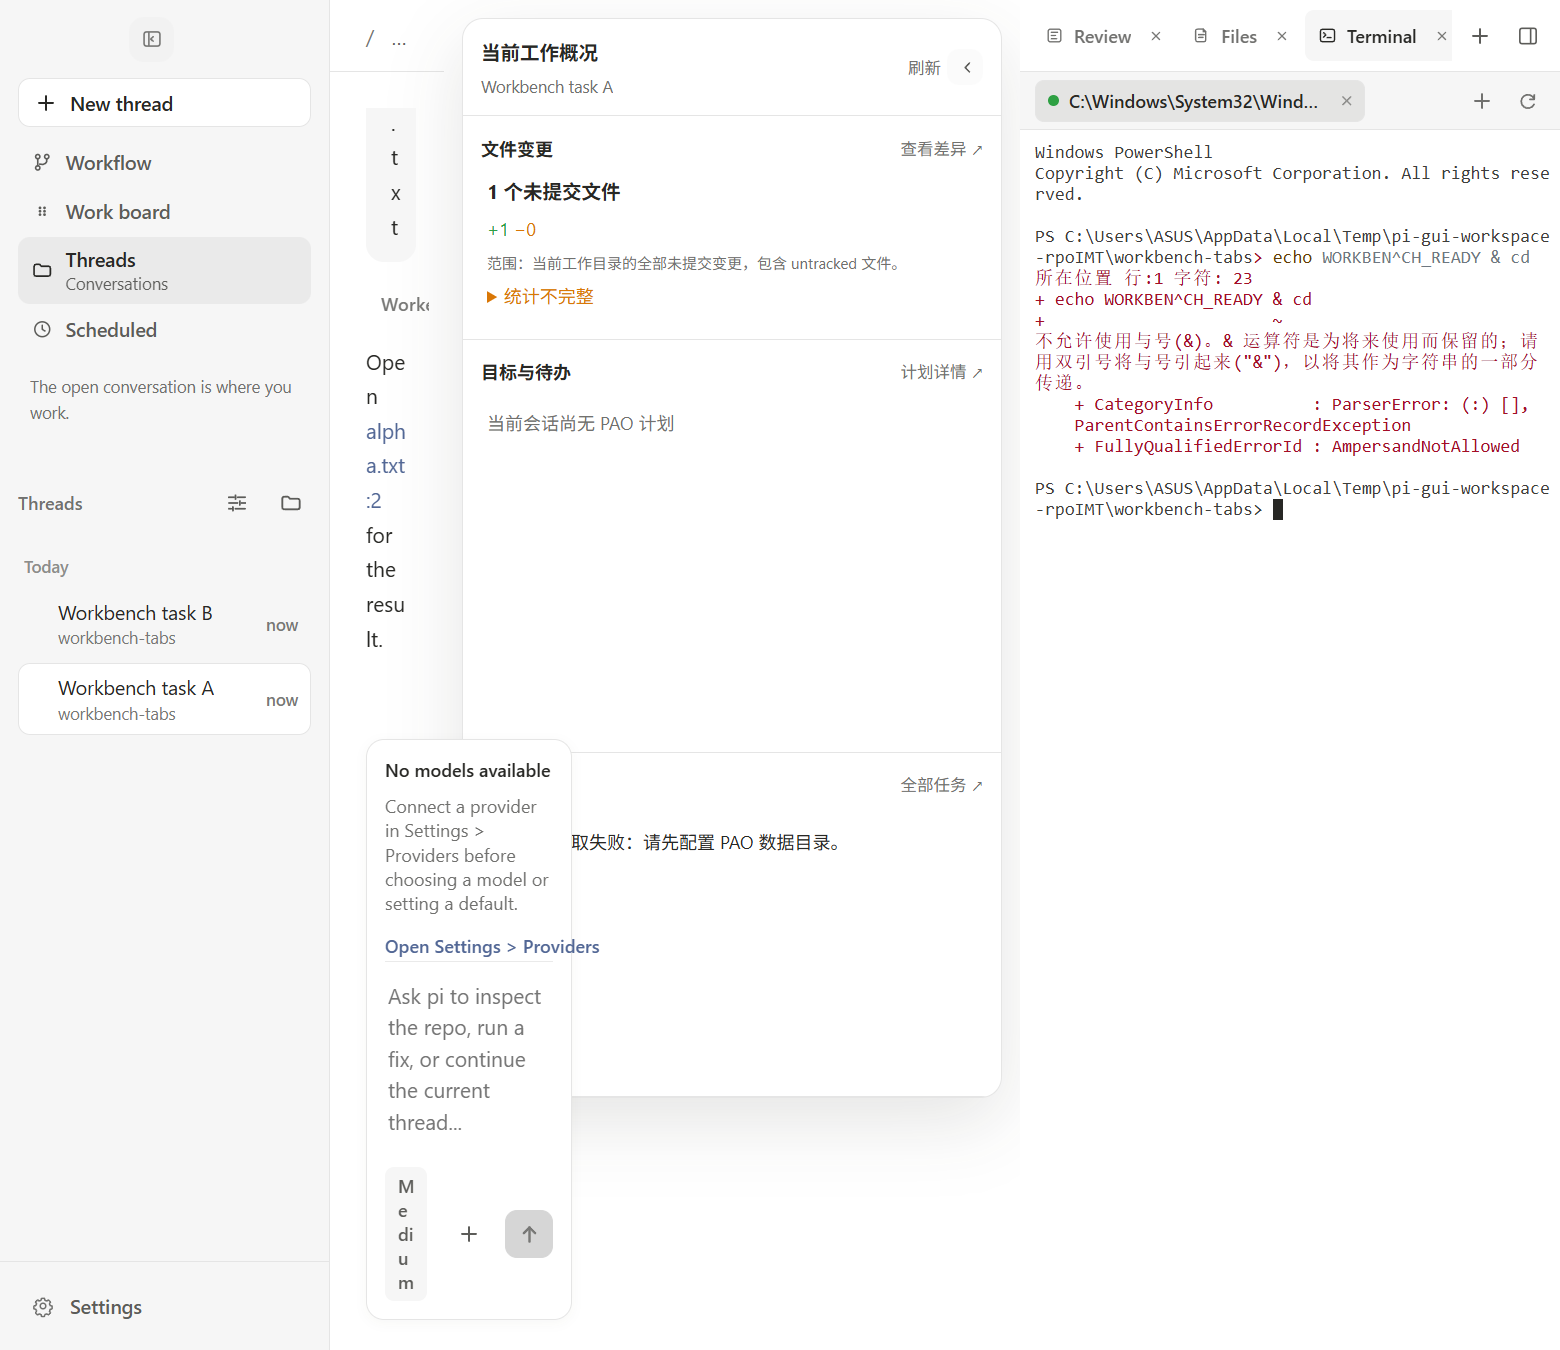 New thread
Workflow
Work board
Threads
Conversations
Scheduled
The open conversation is where you
work.
Threads
Today
Workbench task B
workbench-tabs
now
Workbench task A
workbench-tabs
now
Settings
/ ...
.
t
x
t
Worke
Ope
n
alph
a.txt
:2
for
the
resu
lt.
当前工作概况
Workbench task A
刷新
文件变更
查看差异 ↗
1 个未提交文件
+1 −0
范围：当前工作目录的全部未提交变更，包含 untracked 文件。
▶ 统计不完整
目标与待办
计划详情 ↗
当前会话尚无 PAO 计划
全部任务 ↗
取失败：请先配置 PAO 数据目录。
No models available
Connect a provider
in Settings >
Providers before
choosing a model or
setting a default.
Open Settings > Providers
Ask pi to inspect
the repo, run a
fix, or continue
the current
thread...
M
e
di
u
m
Review
Files
Terminal
C:\Windows\System32\Wind...
Windows PowerShell
Copyright (C) Microsoft Corporation. All rights rese
rved.
PS C:\Users\ASUS\AppData\Local\Temp\pi-gui-workspace
-rpoIMT\workbench-tabs> echo WORKBEN^CH_READY & cd
所在位置 行:1 字符: 23
+ echo WORKBEN^CH_READY & cd
+                       ~
不允许使用与号(&)。& 运算符是为将来使用而保留的；请
用双引号将与号引起来("&")，以将其作为字符串的一部分
传递。
    + CategoryInfo          : ParserError: (:) [],
    ParentContainsErrorRecordException
    + FullyQualifiedErrorId : AmpersandNotAllowed
PS C:\Users\ASUS\AppData\Local\Temp\pi-gui-workspace
-rpoIMT\workbench-tabs>